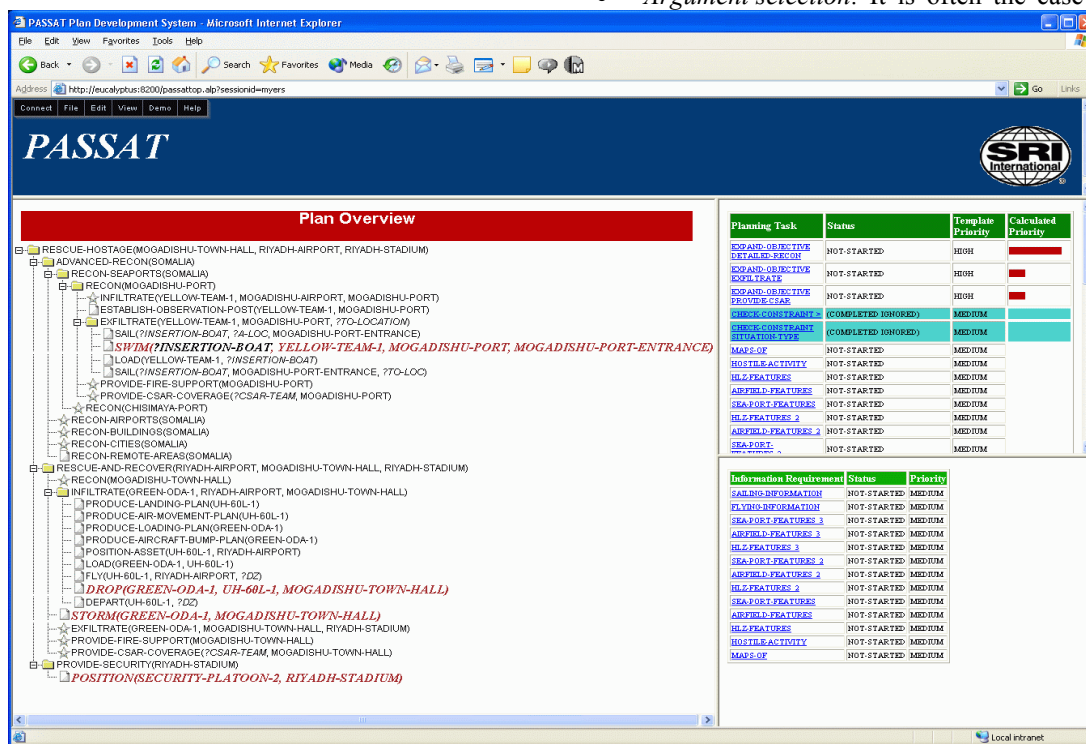 Argument selection. It is often the case
PASSAT Plan Development System - Microsoft Internet Explorer
File Edit View Favorites Tools Help
Back Search Favorites Media
Address http://eucalyptus:8200/passattop.alp?sessionid=myers Go Links
Connect File Edit View Demo Help
PASSAT
SRI
International
Plan Overview
RESCUE-HOSTAGE(MOGADISHU-TOWN-HALL, RIYADH-AIRPORT, RIYADH-STADIUM)
ADVANCED-RECON(SOMALIA)
RECON-SEAPORTS(SOMALIA)
RECON(MOGADISHU-PORT)
INFILTRATE(YELLOW-TEAM-1, MOGADISHU-AIRPORT, MOGADISHU-PORT)
ESTABLISH-OBSERVATION-POST(YELLOW-TEAM-1, MOGADISHU-PORT)
EXFILTRATE(YELLOW-TEAM-1, MOGADISHU-PORT, ?TO-LOCATION)
SAIL(?INSERTION-BOAT, ?A-LOC, MOGADISHU-PORT-ENTRANCE)
SWIM(?INSERTION-BOAT, YELLOW-TEAM-1, MOGADISHU-PORT, MOGADISHU-PORT-ENTRANCE)
LOAD(YELLOW-TEAM-1, ?INSERTION-BOAT)
SAIL(?INSERTION-BOAT, MOGADISHU-PORT-ENTRANCE, ?TO-LOC)
PROVIDE-FIRE-SUPPORT(MOGADISHU-PORT)
PROVIDE-CSAR-COVERAGE(?CSAR-TEAM, MOGADISHU-PORT)
RECON(CHISIMAYA-PORT)
RECON-AIRPORTS(SOMALIA)
RECON-BUILDINGS(SOMALIA)
RECON-CITIES(SOMALIA)
RECON-REMOTE-AREAS(SOMALIA)
RESCUE-AND-RECOVER(RIYADH-AIRPORT, MOGADISHU-TOWN-HALL, RIYADH-STADIUM)
RECON(MOGADISHU-TOWN-HALL)
INFILTRATE(GREEN-ODA-1, RIYADH-AIRPORT, MOGADISHU-TOWN-HALL)
PRODUCE-LANDING-PLAN(UH-60L-1)
PRODUCE-AIR-MOVEMENT-PLAN(UH-60L-1)
PRODUCE-LOADING-PLAN(GREEN-ODA-1)
PRODUCE-AIRCRAFT-BUMP-PLAN(GREEN-ODA-1)
POSITION-ASSET(UH-60L-1, RIYADH-AIRPORT)
LOAD(GREEN-ODA-1, UH-60L-1)
FLY(UH-60L-1, RIYADH-AIRPORT, ?DZ)
DROP(GREEN-ODA-1, UH-60L-1, MOGADISHU-TOWN-HALL)
DEPART(UH-60L-1, ?DZ)
STORM(GREEN-ODA-1, MOGADISHU-TOWN-HALL)
EXFILTRATE(GREEN-ODA-1, MOGADISHU-TOWN-HALL, RIYADH-STADIUM)
PROVIDE-FIRE-SUPPORT(MOGADISHU-TOWN-HALL)
PROVIDE-CSAR-COVERAGE(?CSAR-TEAM, MOGADISHU-TOWN-HALL)
PROVIDE-SECURITY(RIYADH-STADIUM)
POSITION(SECURITY-PLATOON-2, RIYADH-STADIUM)
Planning Task Status Template Priority Calculated Priority
EXPAND-OBJECTIVE DETAILED-RECON NOT-STARTED HIGH
EXPAND-OBJECTIVE EXFILTRATE NOT-STARTED HIGH
EXPAND-OBJECTIVE PROVIDE-CSAR NOT-STARTED HIGH
CHECK-CONSTRAINT > (COMPLETED IGNORED) MEDIUM
CHECK-CONSTRAINT SITUATION-TYPE (COMPLETED IGNORED) MEDIUM
MAPS-OF NOT-STARTED MEDIUM
HOSTILE-ACTIVITY NOT-STARTED MEDIUM
HLZ-FEATURES NOT-STARTED MEDIUM
AIRFIELD-FEATURES NOT-STARTED MEDIUM
SEA-PORT-FEATURES NOT-STARTED MEDIUM
HLZ-FEATURES 2 NOT-STARTED MEDIUM
AIRFIELD-FEATURES 2 NOT-STARTED MEDIUM
SEA-PORT-FEATURES 2 NOT-STARTED MEDIUM
Information Requirement Status Priority
SAILING-INFORMATION NOT-STARTED MEDIUM
FLYING-INFORMATION NOT-STARTED MEDIUM
SEA-PORT-FEATURES 3 NOT-STARTED MEDIUM
AIRFIELD-FEATURES 3 NOT-STARTED MEDIUM
HLZ-FEATURES 3 NOT-STARTED MEDIUM
SEA-PORT-FEATURES 2 NOT-STARTED MEDIUM
AIRFIELD-FEATURES 2 NOT-STARTED MEDIUM
HLZ-FEATURES 2 NOT-STARTED MEDIUM
SEA-PORT-FEATURES NOT-STARTED MEDIUM
AIRFIELD-FEATURES NOT-STARTED MEDIUM
HLZ-FEATURES NOT-STARTED MEDIUM
HOSTILE-ACTIVITY NOT-STARTED MEDIUM
MAPS-OF NOT-STARTED MEDIUM
Local intranet